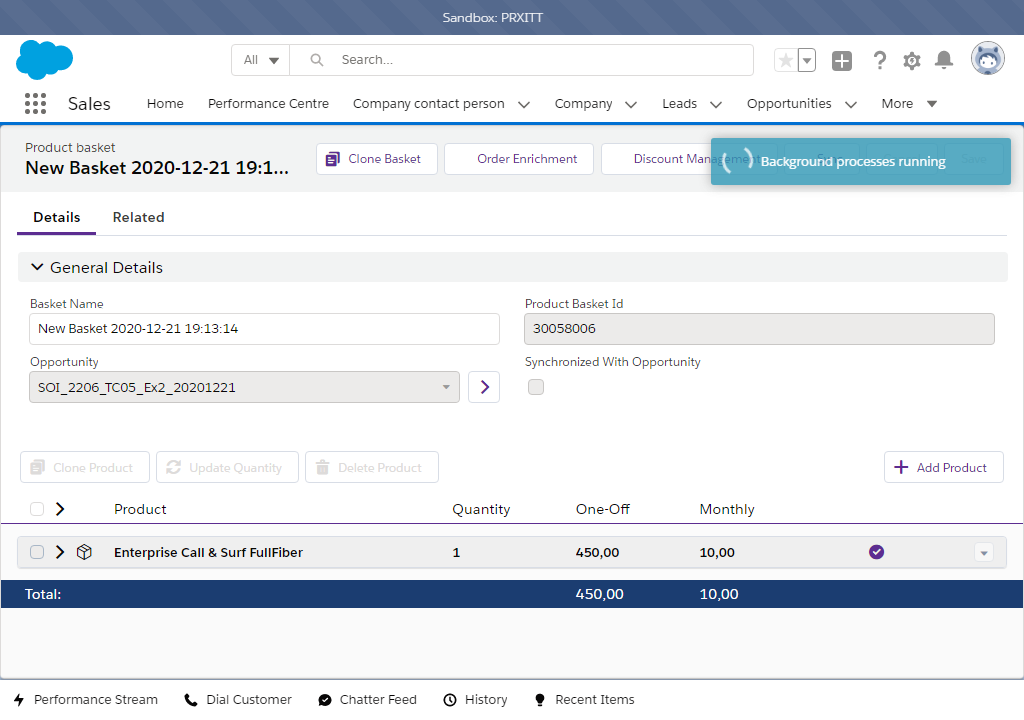 Sandbox: PRXITT
All
Search...
Sales
Home
Performance Centre
Company contact person
Company
Leads
Opportunities
More
Product basket
New Basket 2020-12-21 19:1...
Clone Basket
Order Enrichment
Discount Management
Background processes running
Details
Related
General Details
Basket Name
Product Basket Id
New Basket 2020-12-21 19:13:14
30058006
Opportunity
Synchronized With Opportunity
SOI_2206_TC05_Ex2_20201221
Clone Product
Update Quantity
Delete Product
Add Product
Product
Quantity
One-Off
Monthly
Enterprise Call & Surf FullFiber
1
450,00
10,00
Total:
450,00
10,00
Performance Stream
Dial Customer
Chatter Feed
History
Recent Items